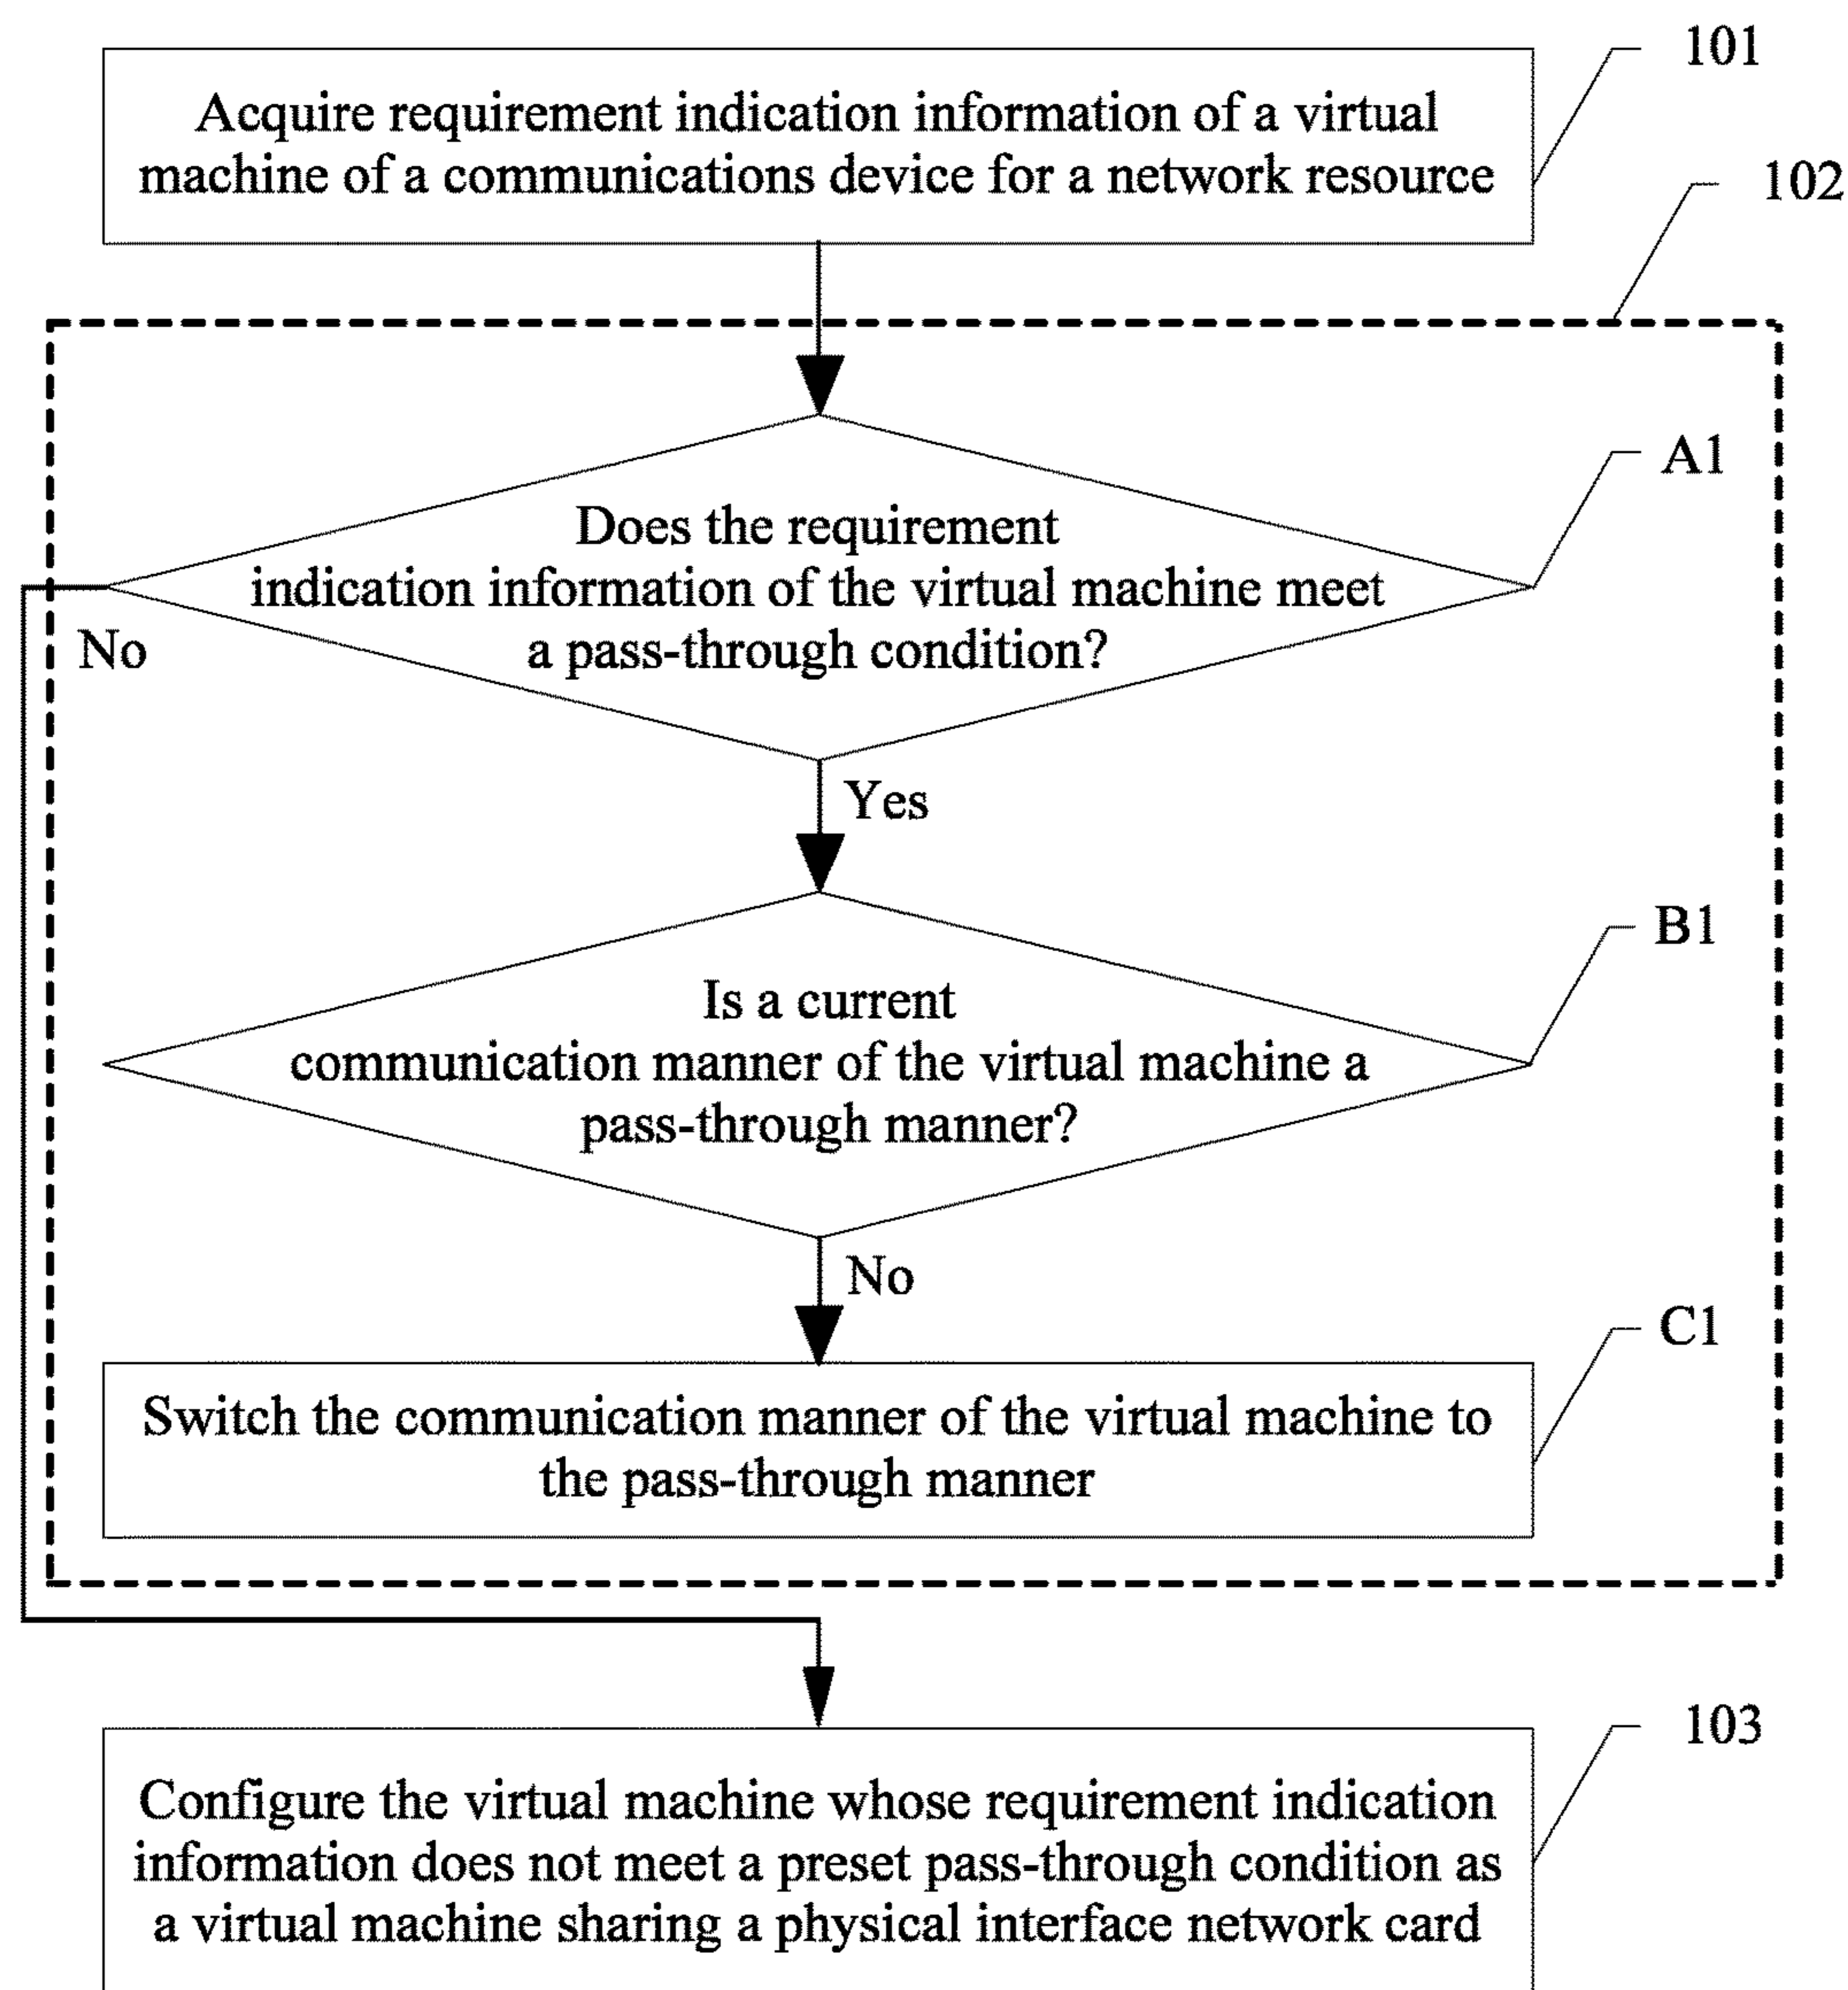 101
Acquire requirement indication information of a virtual
machine of a communications device for a network resource
102
A1
Does the requirement
indication information of the virtual machine meet
a pass-through condition?
No
Yes
B1
Is a current
communication manner of the virtual machine a
pass-through manner?
No
C1
Switch the communication manner of the virtual machine to
the pass-through manner
103
Configure the virtual machine whose requirement indication
information does not meet a preset pass-through condition as
a virtual machine sharing a physical interface network card